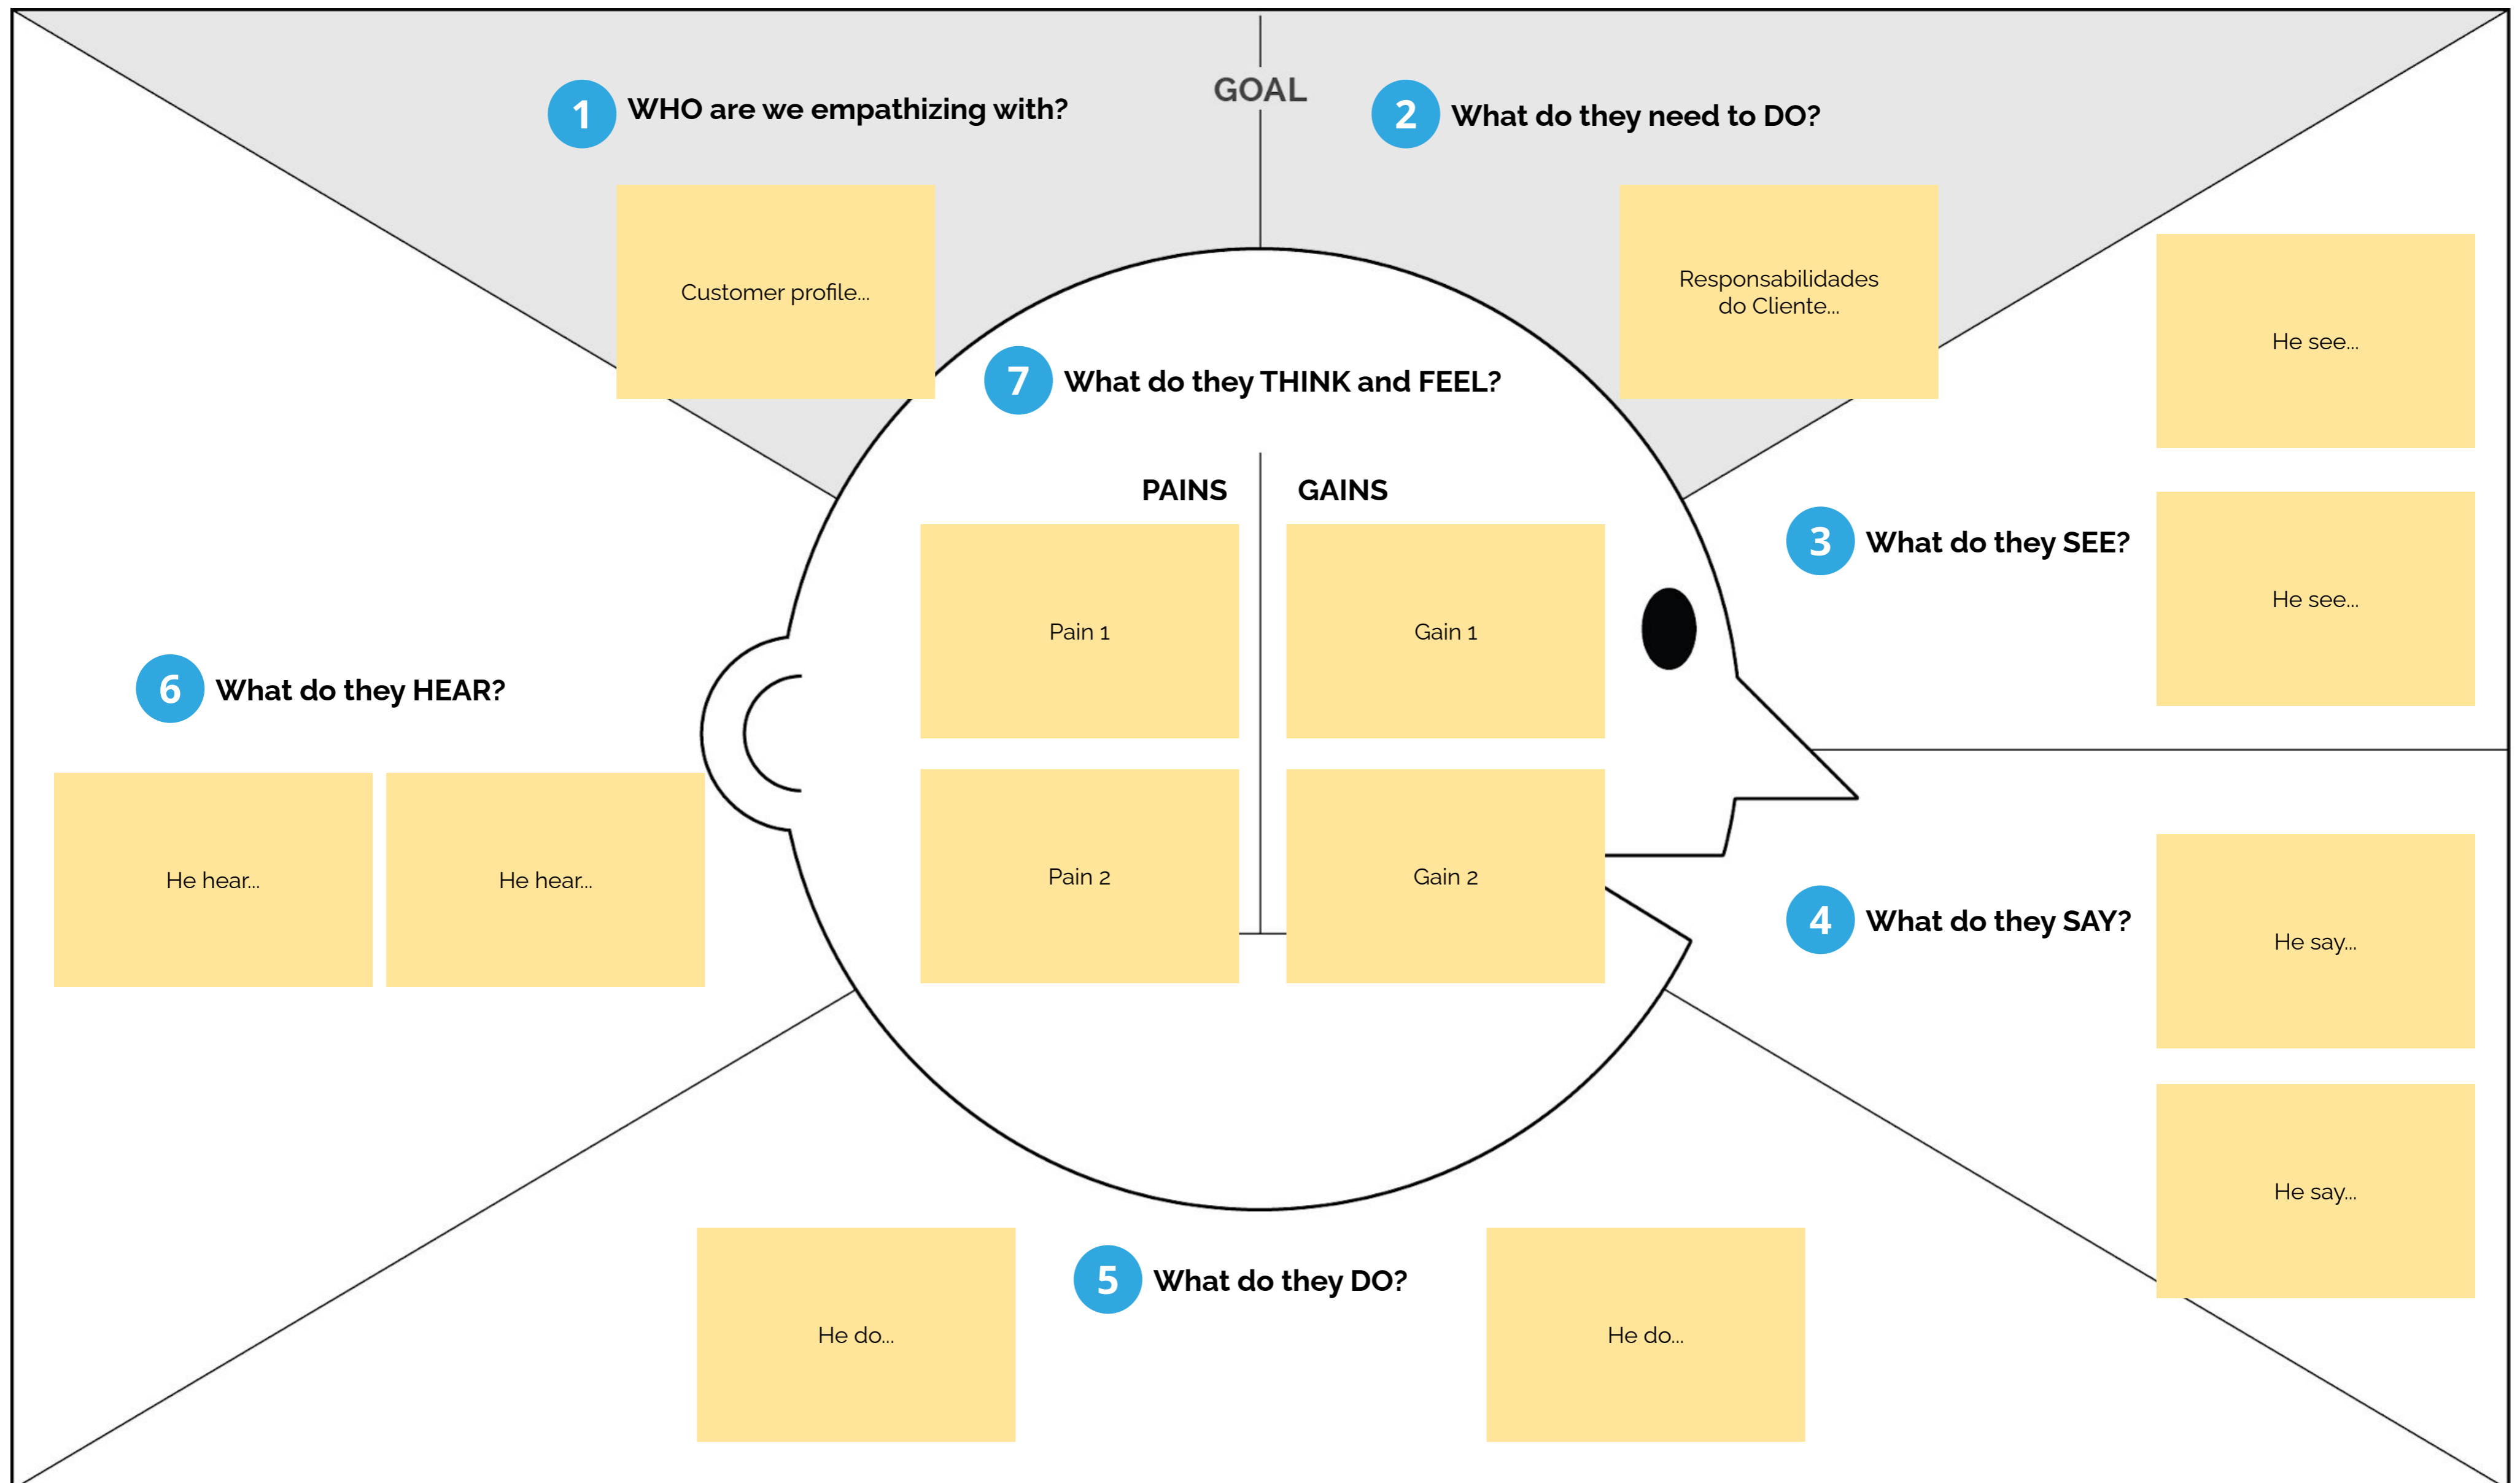 GOAL
1 WHO are we empathizing with?
Customer profile...
2 What do they need to DO?
Responsabilidades
do Cliente...
He see...
He see...
3 What do they SEE?
7 What do they THINK and FEEL?
PAINS
GAINS
Pain 1
Gain 1
Pain 2
Gain 2
6 What do they HEAR?
He hear...
He hear...
4 What do they SAY?
He say...
He say...
5 What do they DO?
He do...
He do...